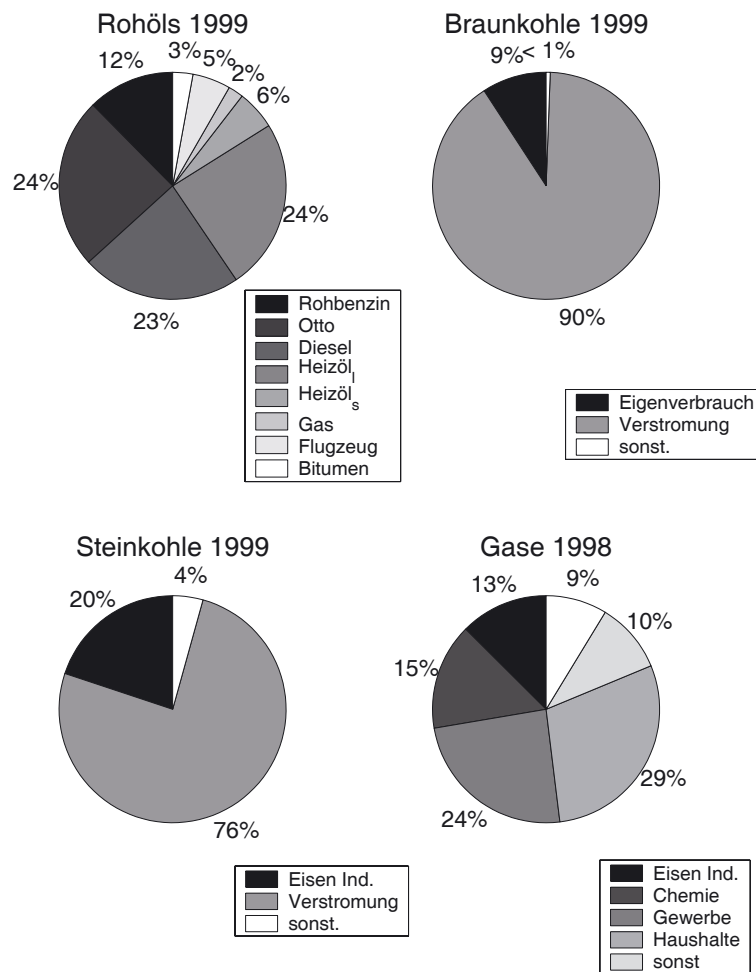 Rohöls 1999
3%
5%
2%
6%
12%
24%
24%
23%
Rohbenzin
Otto
Diesel
Heizöl_l
Heizöl_s
Gas
Flugzeug
Bitumen
Braunkohle 1999
9%
< 1%
90%
Eigenverbrauch
Verstromung
sonst.
Steinkohle 1999
4%
20%
76%
Eisen Ind.
Verstromung
sonst.
Gase 1998
13%
9%
10%
15%
29%
24%
Eisen Ind.
Chemie
Gewerbe
Haushalte
sonst